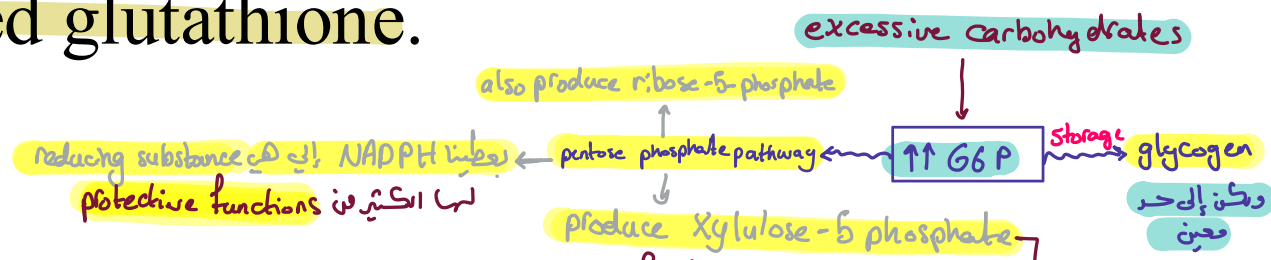 ed glutathione.
excessive carbohydrates
also produce ribose-5-phosphate
بعطينا NADPH إلي هي reducing substance
لها الكثير من protective functions
pentose phosphate pathway
↑↑ G6P
storage
glycogen
ولكن إلى حد
معين
produce Xylulose-5 phosphate